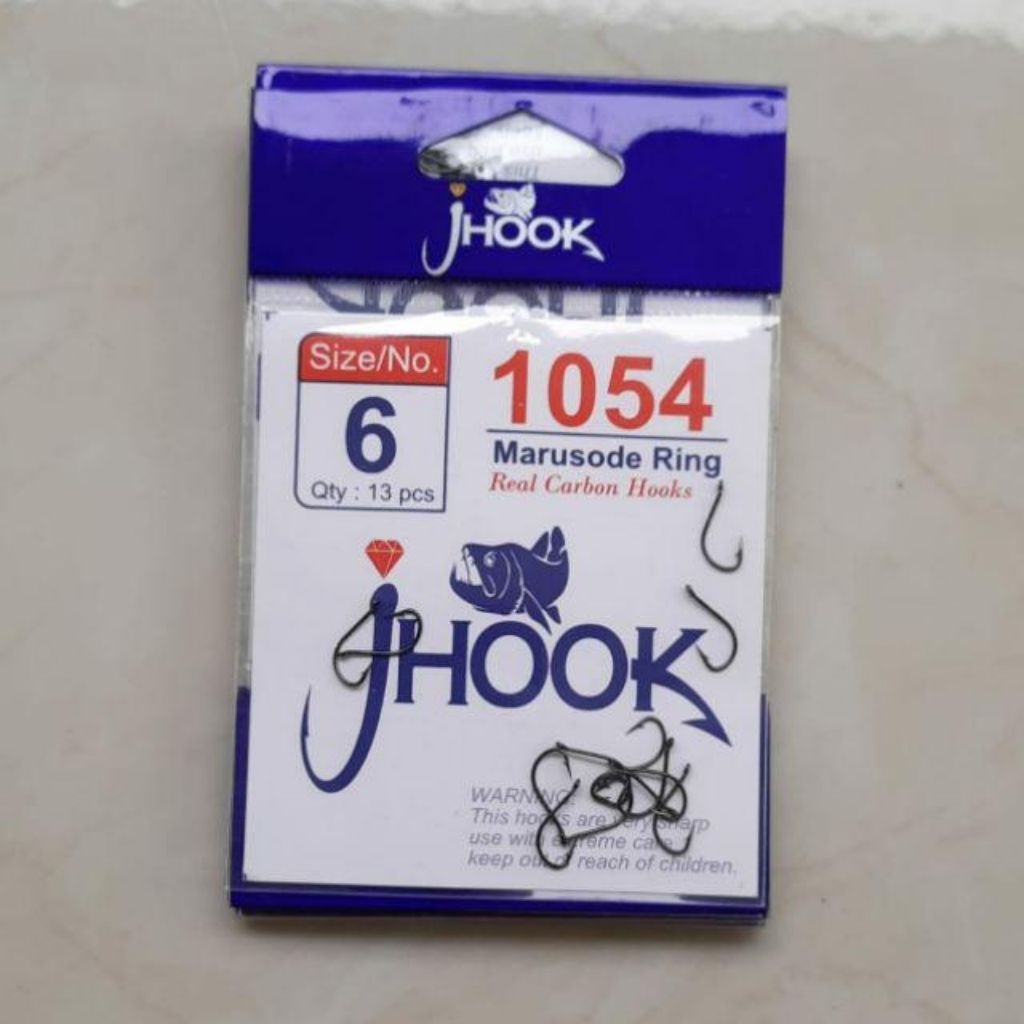 jHOOK
Size/No.
6
Qty : 13 pcs
1054
Marusode Ring
Real Carbon Hooks
jHOOK
WARNING:
This hooks are very sharp
use with extreme care,
keep out of reach of children.